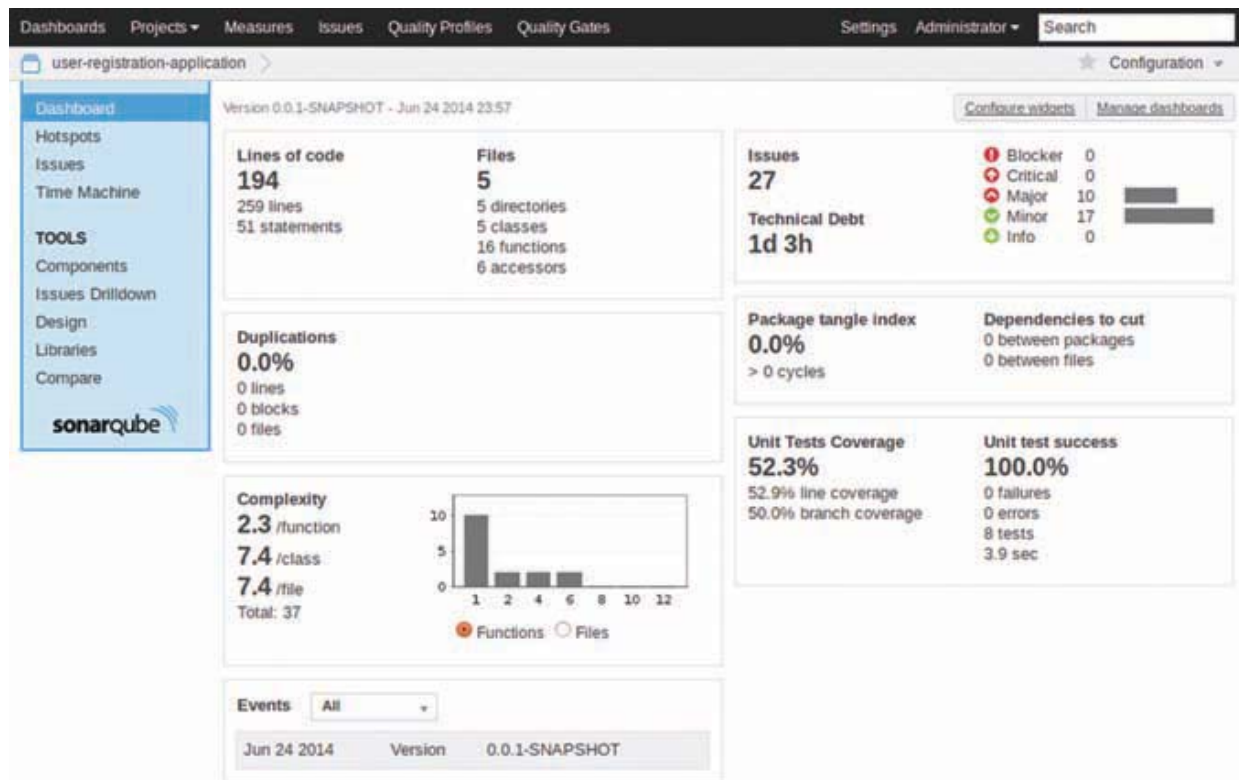 Dashboards Projects Measures Issues Quality Profiles Quality Gates Settings Administrator Search
user-registration-application Configuration
Dashboard
Hotspots
Issues
Time Machine
TOOLS
Components
Issues Drilldown
Design
Libraries
Compare
sonarqube
Version 0.0.1-SNAPSHOT - Jun 24 2014 23:57
Configure widgets Manage dashboards
Lines of code
194
259 lines
51 statements
Files
5
5 directories
5 classes
16 functions
6 accessors
Duplications
0.0%
0 lines
0 blocks
0 files
Complexity
2.3 /function
7.4 /class
7.4 /file
Total: 37
10
5
0
1 2 4 6 8 10 12
Functions Files
Events All
Jun 24 2014 Version 0.0.1-SNAPSHOT
Issues
27
Technical Debt
1d 3h
Blocker 0
Critical 0
Major 10
Minor 17
Info 0
Package tangle index
0.0%
> 0 cycles
Dependencies to cut
0 between packages
0 between files
Unit Tests Coverage
52.3%
52.9% line coverage
50.0% branch coverage
Unit test success
100.0%
0 failures
0 errors
8 tests
3.9 sec